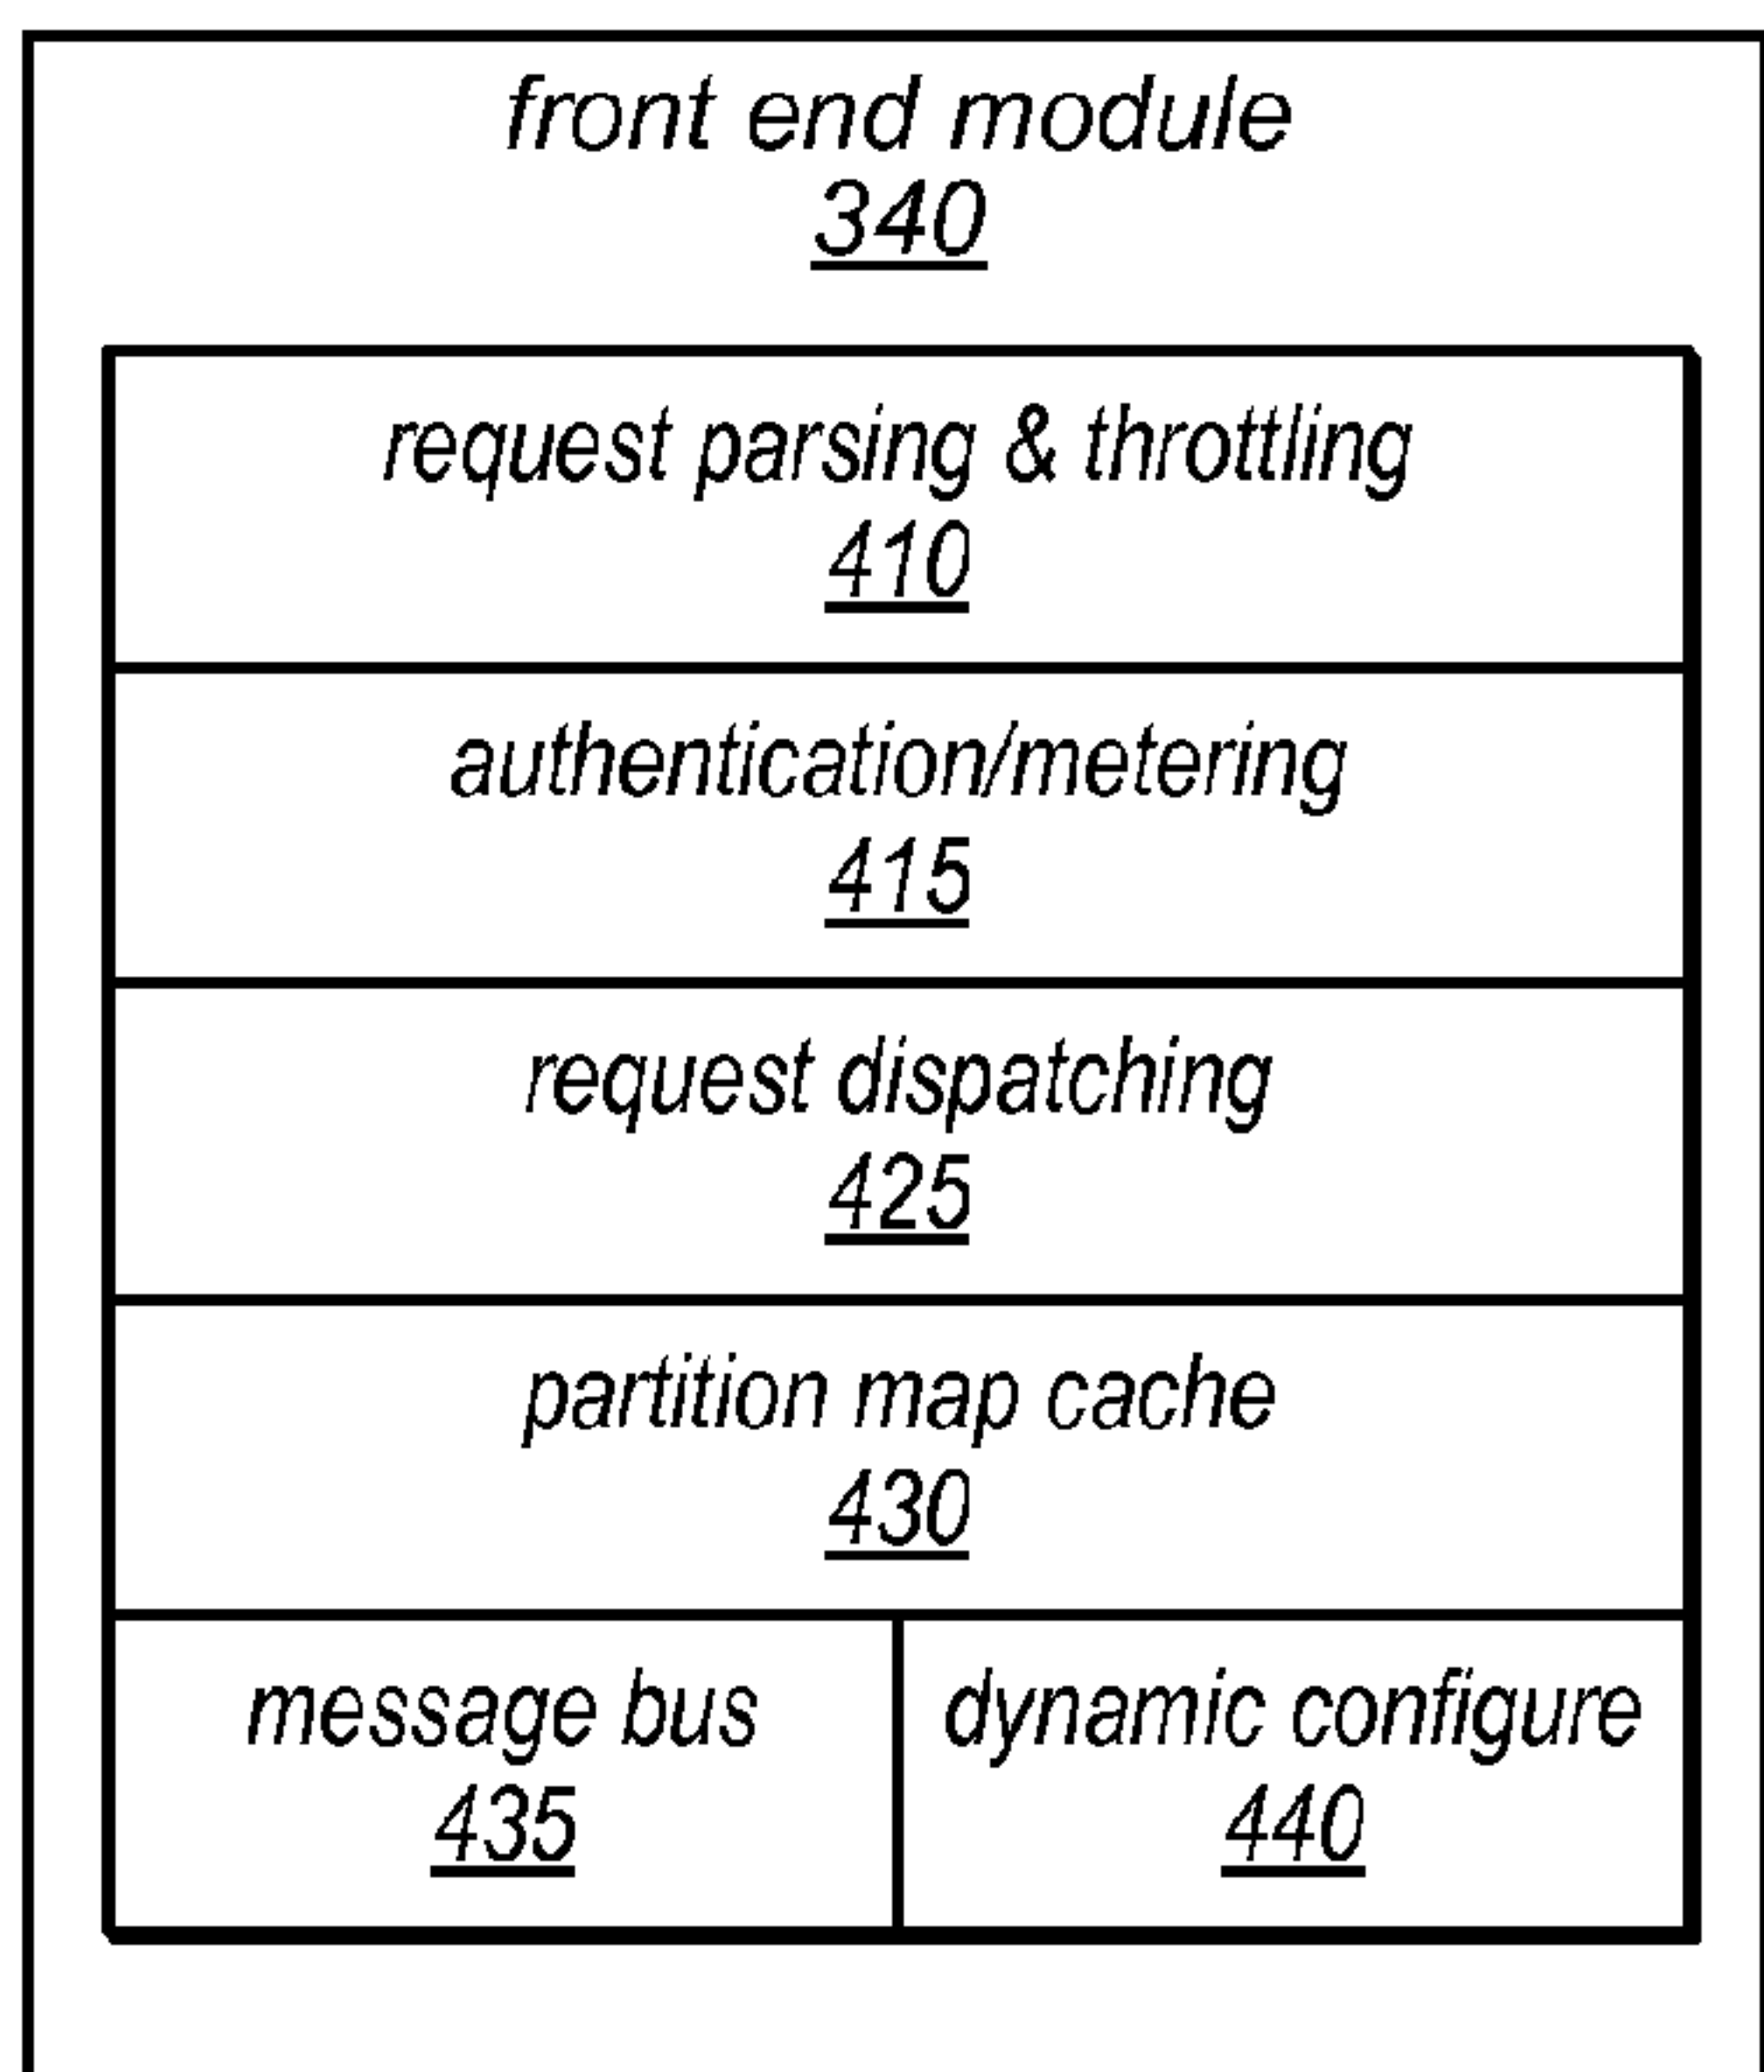 front end module
340
request parsing & throttling
410
authentication/metering
415
request dispatching
425
partition map cache
430
message bus
435
dynamic configure
440